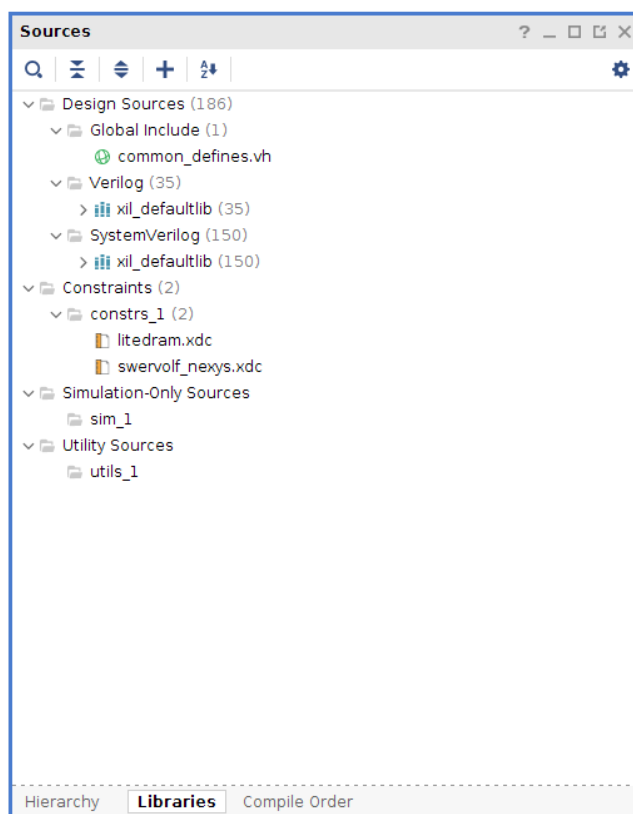 Sources
Design Sources (186)
Global Include (1)
common_defines.vh
Verilog (35)
xil_defaultlib (35)
SystemVerilog (150)
xil_defaultlib (150)
Constraints (2)
constrs_1 (2)
litedram.xdc
swervolf_nexys.xdc
Simulation-Only Sources
sim_1
Utility Sources
utils_1
Hierarchy Libraries Compile Order